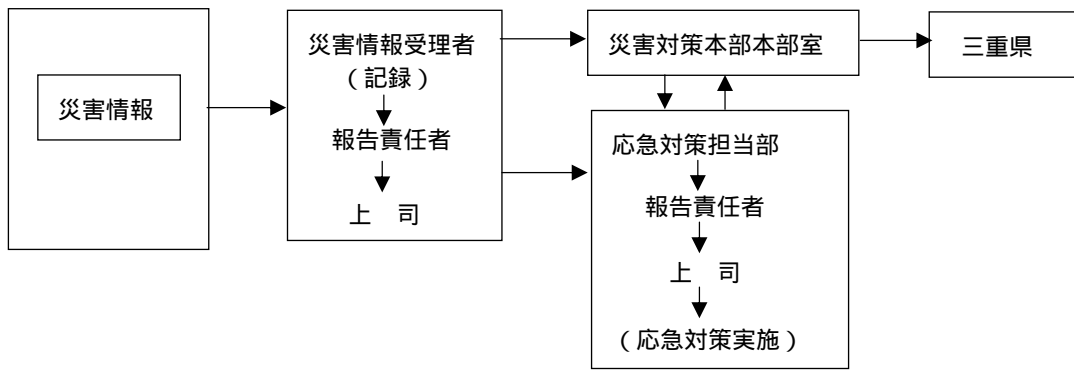 災害情報
災害情報受理者
（記録）
報告責任者
上　司
災害対策本部本部室
三重県
応急対策担当部
報告責任者
上　司
（応急対策実施）